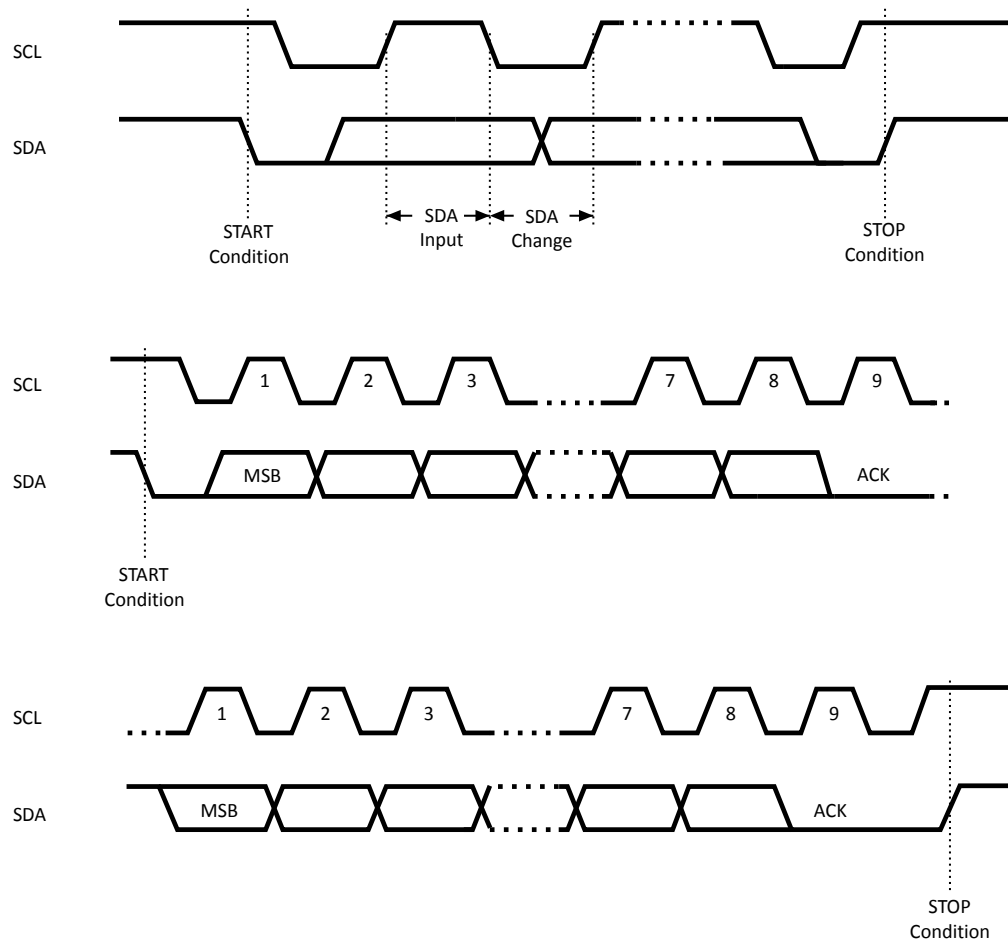 SCL
SDA
START
Condition
SDA
Input
SDA
Change
STOP
Condition
SCL
1 2 3 7 8 9
SDA
MSB ACK
START
Condition
SCL
1 2 3 7 8 9
SDA
MSB ACK
STOP
Condition